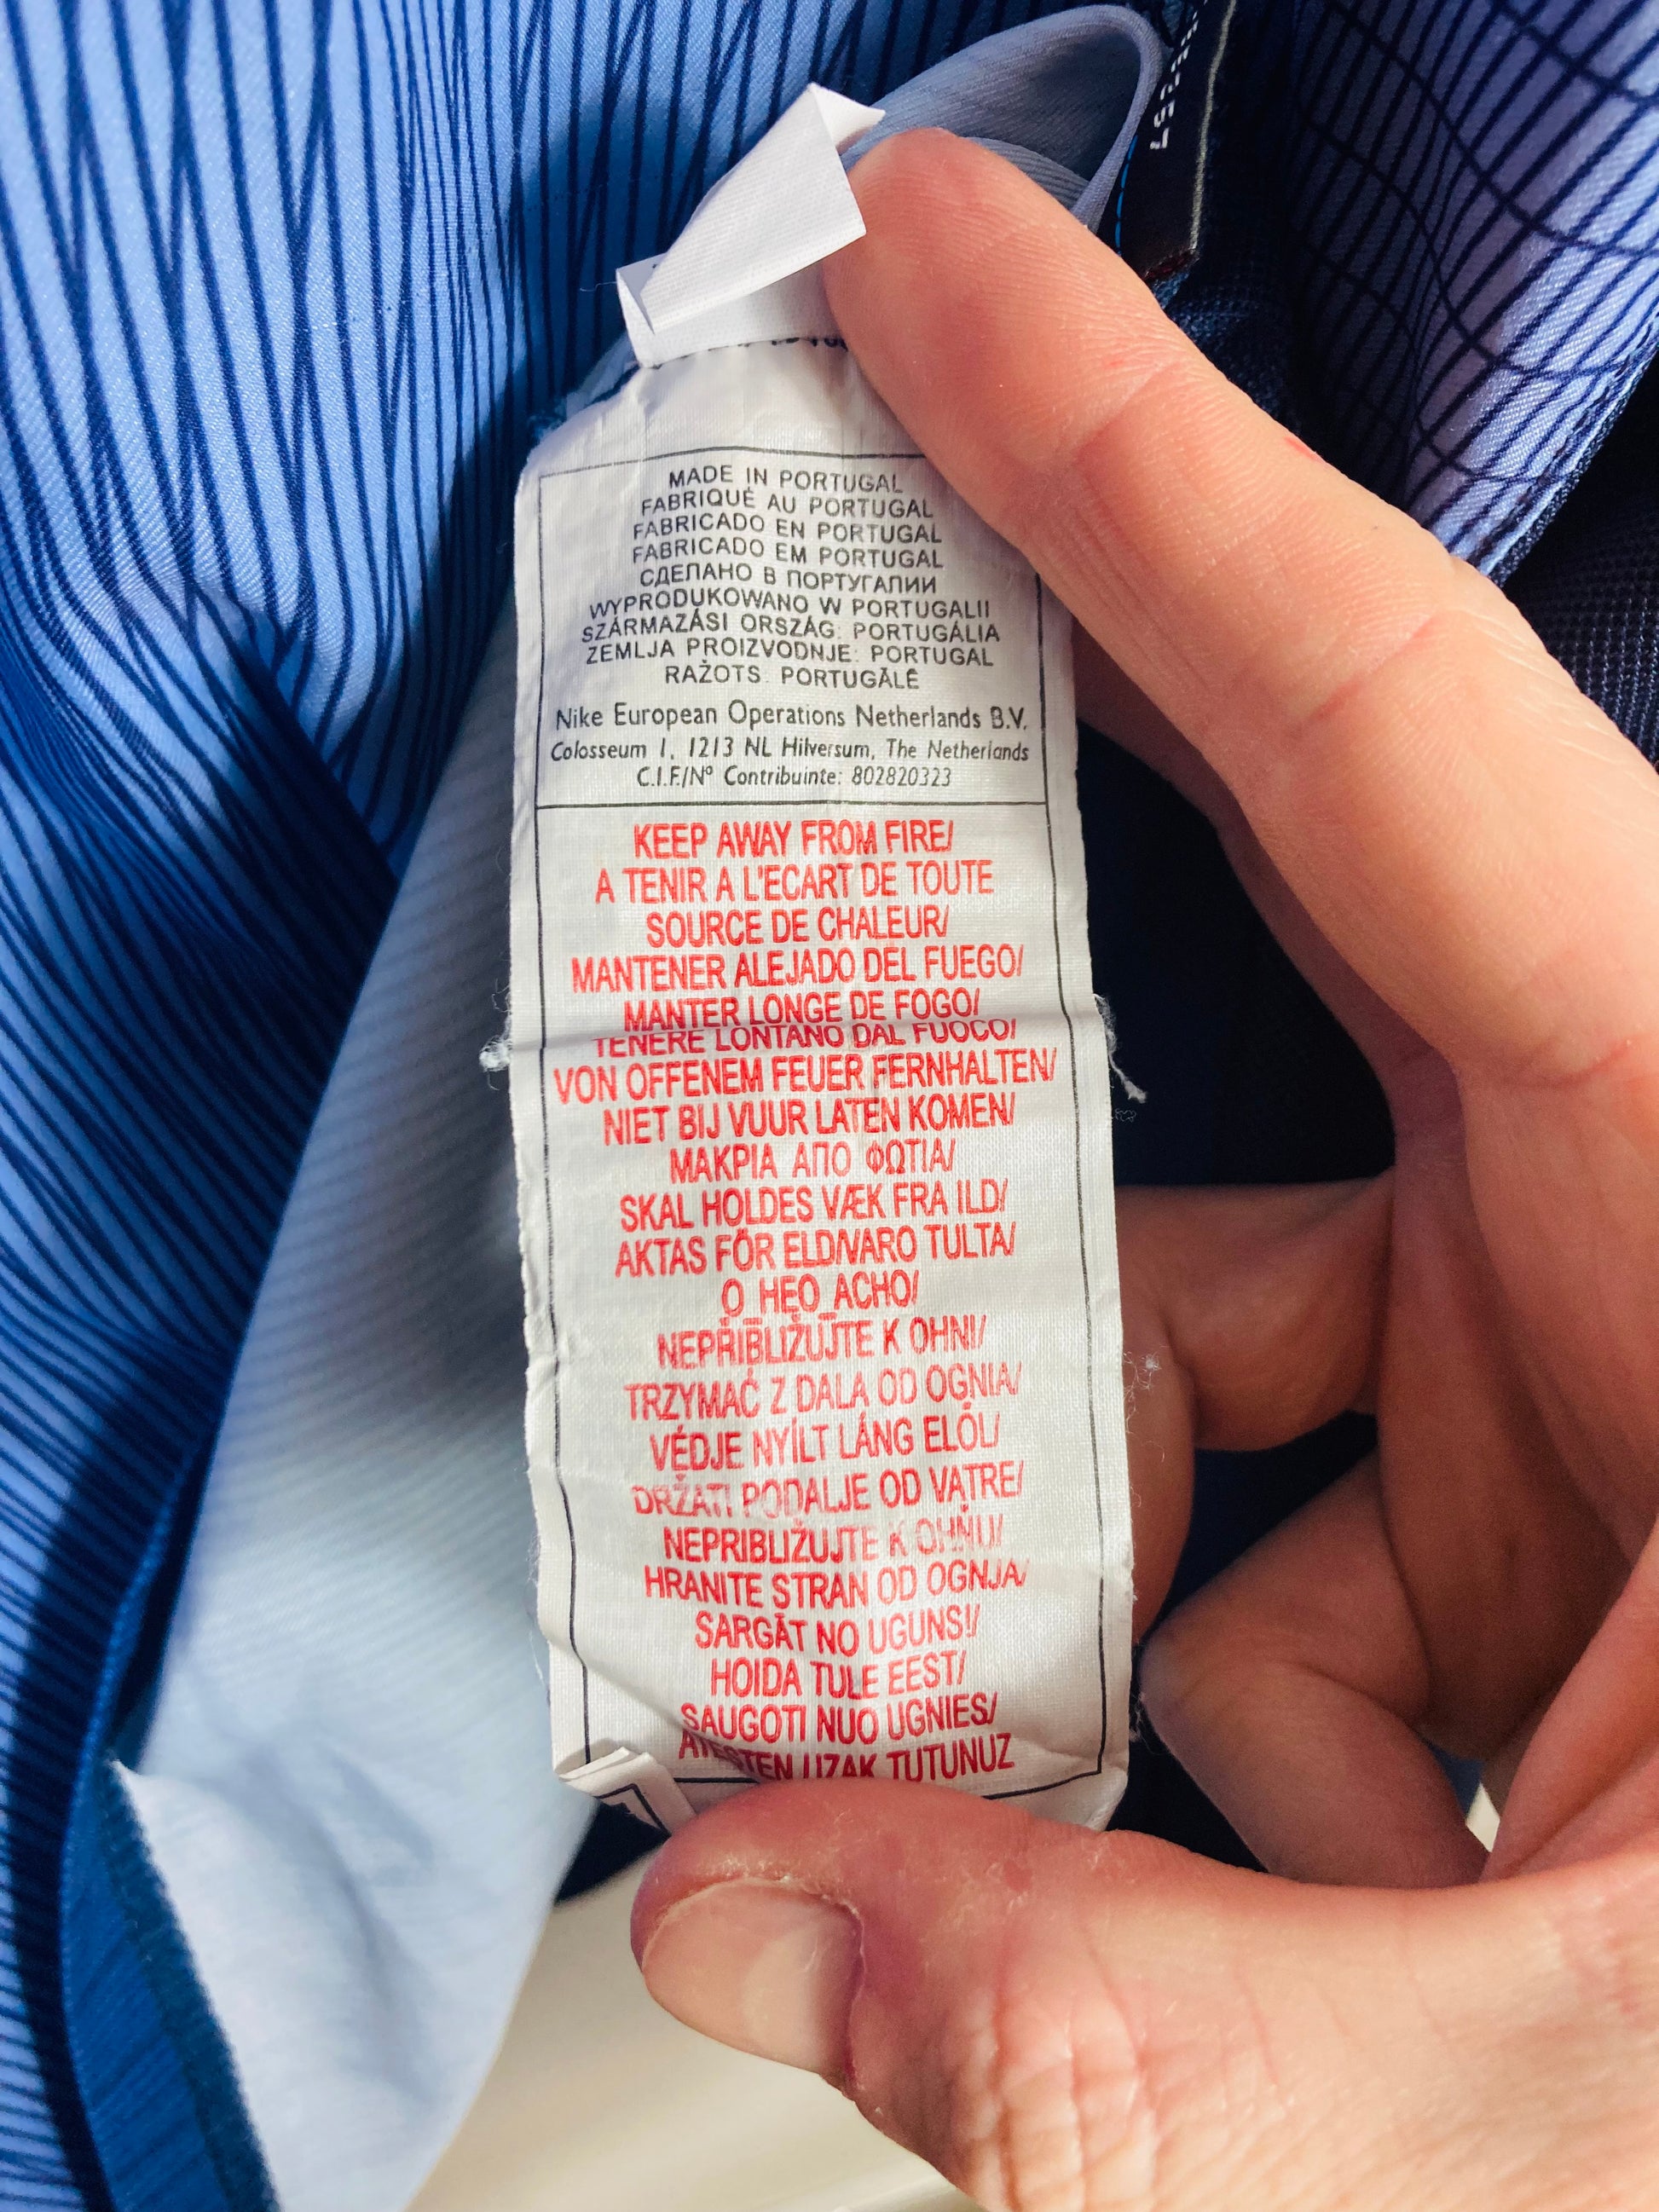 MADE IN PORTUGAL
FABRIQUÉ AU PORTUGAL
FABRICADO EN PORTUGAL
FABRICADO EM PORTUGAL
СДЕЛАНО В ПОРТУГАЛИИ
WYPRODUKOWANO W PORTUGALII
SZÁRMAZÁSI ORSZÁG: PORTUGÁLIA
ZEMLJA PROIZVODNJE: PORTUGAL
RAŽOTS: PORTUGĀLĒ
Nike European Operations Netherlands B.V.
Colosseum 1, 1213 NL Hilversum, The Netherlands
C.I.F./Nº Contribuinte: 802820323
KEEP AWAY FROM FIRE/
A TENIR A L'ECART DE TOUTE
SOURCE DE CHALEUR/
MANTENER ALEJADO DEL FUEGO/
MANTER LONGE DE FOGO/
TENERE LONTANO DAL FUOCO/
VON OFFENEM FEUER FERNHALTEN/
NIET BIJ VUUR LATEN KOMEN/
ΜΑΚΡΙΑ ΑΠΟ ΦΩΤΙΑ/
SKAL HOLDES VÆK FRA ILD/
AKTAS FÖR ELD/VARO TULTA/
О НЕО АСНО/
NEPŘIBLIŽUJTE K OHNI/
TRZYMAĆ Z DALA OD OGNIA/
VÉDJE NYÍLT LÁNG ELÓL/
DRŽATI PODALJE OD VATRE/
NEPRIBLIŽUJTE K OHŇU/
HRANITE STRAN OD OGNJA/
SARGĀT NO UGUNS!/
HOIDA TULE EEST/
SAUGOTI NUO UGNIES/
ATEŞTEN UZAK TUTUNUZ